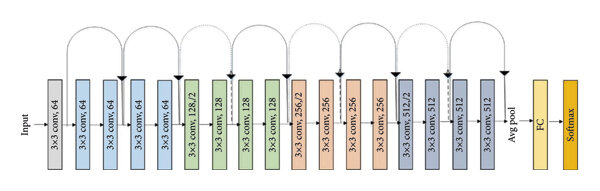 Input
3×3 conv, 64
3×3 conv, 64
3×3 conv, 64
3×3 conv, 64
3×3 conv, 64
3×3 conv, 128,/2
3×3 conv, 128
3×3 conv, 128
3×3 conv, 128
3×3 conv, 256,/2
3×3 conv, 256
3×3 conv, 256
3×3 conv, 256
3×3 conv, 512,/2
3×3 conv, 512
3×3 conv, 512
3×3 conv, 512
Avg pool
FC
Softmax